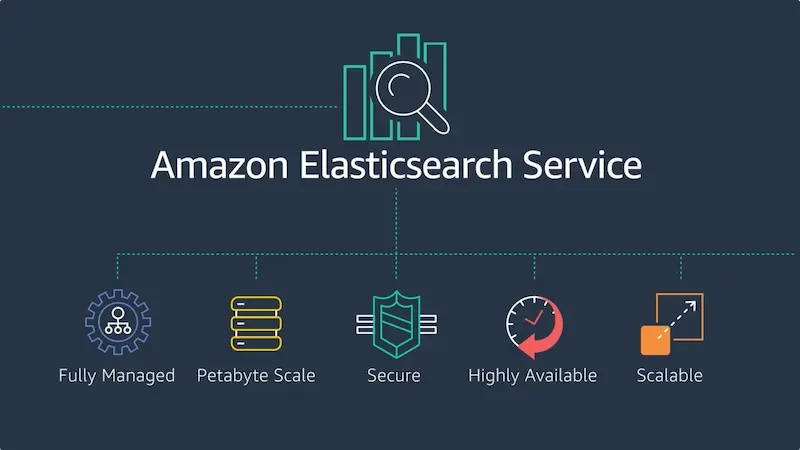 Amazon Elasticsearch Service
Fully Managed
Petabyte Scale
Secure
Highly Available
Scalable